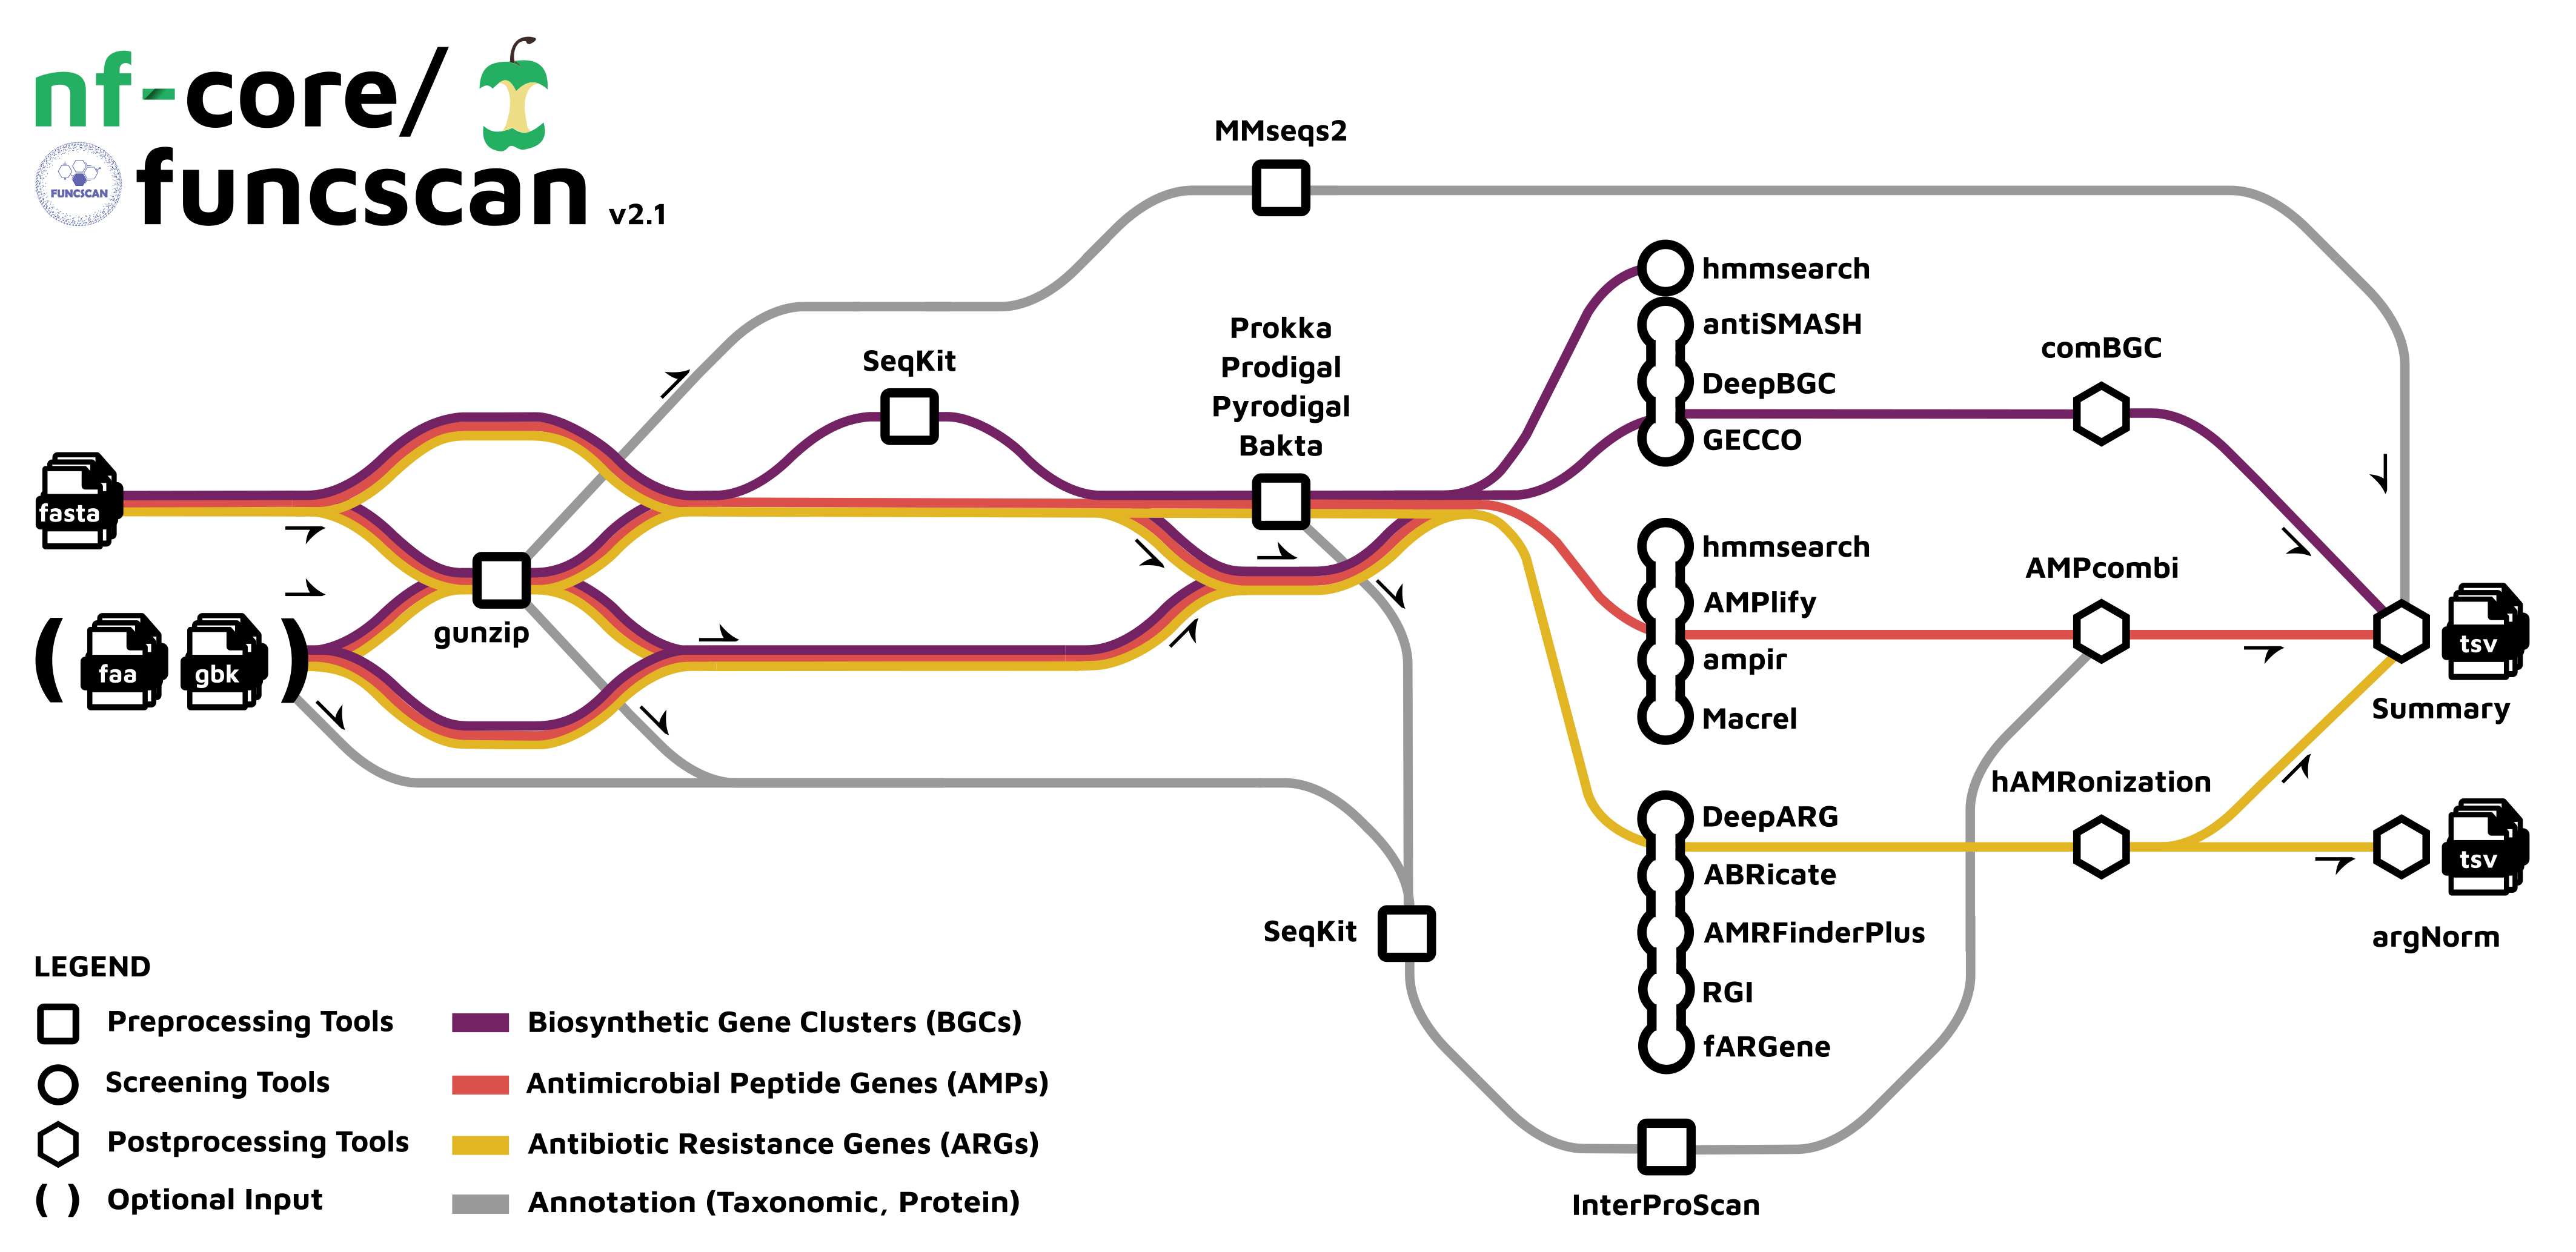 nf-core/
FUNCSCAN
funcscan v2.1
MMseqs2
SeqKit
Prokka
Prodigal
Pyrodigal
Bakta
fasta
( faa gbk )
gunzip
hmmsearch
antiSMASH
DeepBGC
GECCO
comBGC
hmmsearch
AMPlify
ampir
Macrel
AMPcombi
tsv
Summary
DeepARG
ABRicate
AMRFinderPlus
RGI
fARGene
hAMRonization
tsv
argNorm
SeqKit
InterProScan
LEGEND
Preprocessing Tools
Screening Tools
Postprocessing Tools
( ) Optional Input
Biosynthetic Gene Clusters (BGCs)
Antimicrobial Peptide Genes (AMPs)
Antibiotic Resistance Genes (ARGs)
Annotation (Taxonomic, Protein)